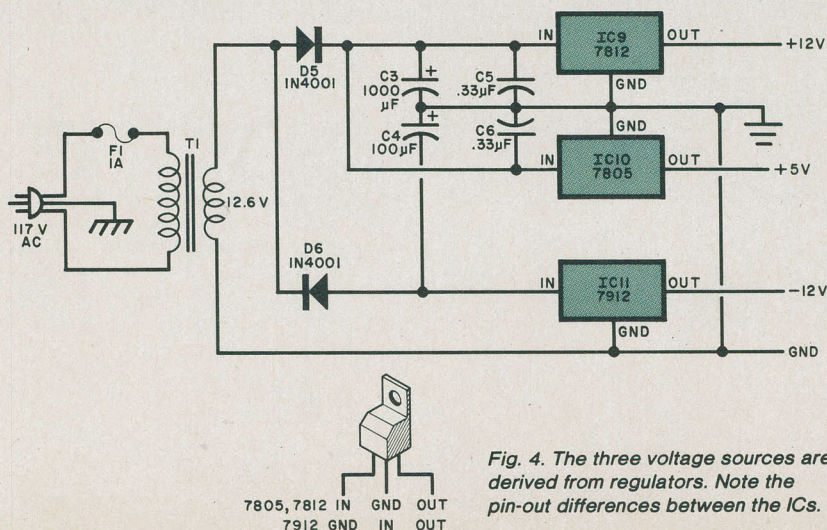 IC9
7812
IN
OUT
+12V
GND
D5
1N4001
C3
1000
µF
+
C5
.33µF
C4
100µF
+
C6
.33µF
GND
F1
1A
T1
12.6V
117 V
AC
IN
IC10
7805
OUT
+5V
D6
1N4001
IN
IC11
7912
OUT
-12V
GND
GND
7805, 7812 IN GND OUT
7912 GND IN OUT
Fig. 4. The three voltage sources are
derived from regulators. Note the
pin-out differences between the ICs.